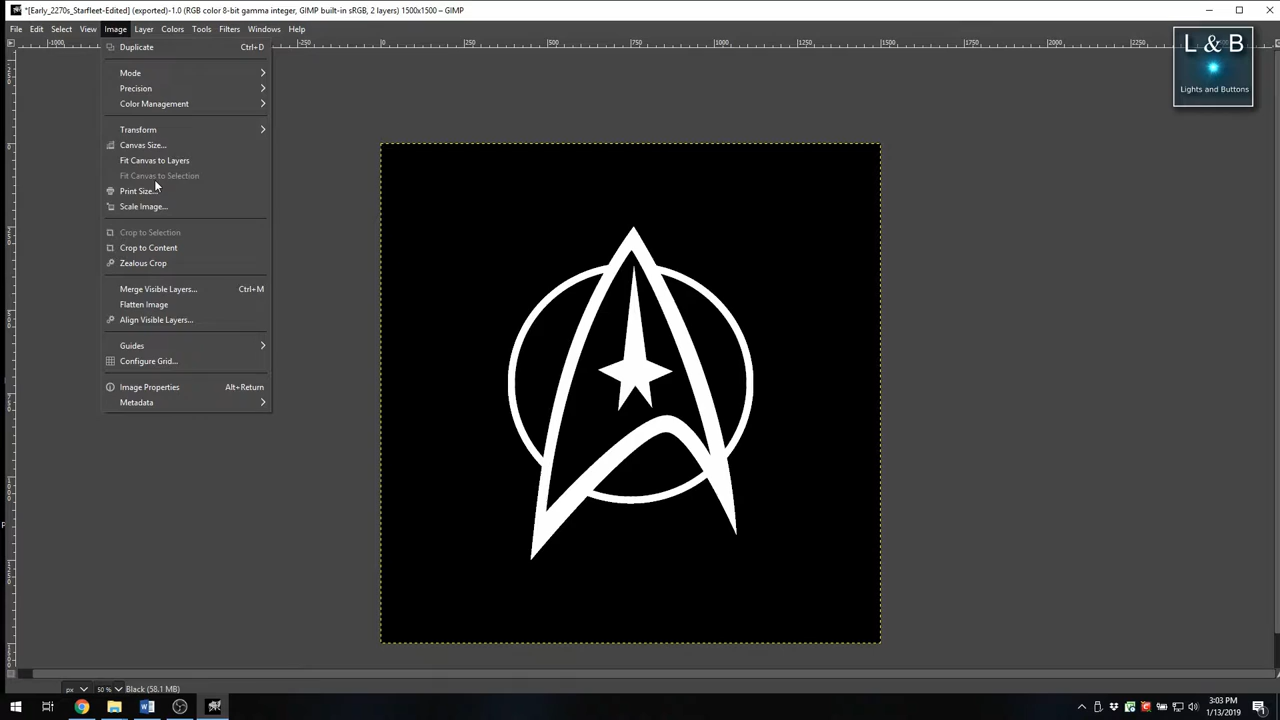 *[Early_2270s_Starfleet-Edited] (exported)-1.0 (RGB color 8-bit gamma integer, GIMP built-in sRGB, 2 layers) 1500x1500 – GIMP
File Edit Select View Image Layer Colors Tools Filters Windows Help
Duplicate Ctrl+D
Mode
Precision
Color Management
Transform
Canvas Size...
Fit Canvas to Layers
Fit Canvas to Selection
Print Size...
Scale Image...
Crop to Selection
Crop to Content
Zealous Crop
Merge Visible Layers... Ctrl+M
Flatten Image
Align Visible Layers...
Guides
Configure Grid...
Image Properties Alt+Return
Metadata
L & B
Lights and Buttons
px 50 % Black (58.1 MB)
3:03 PM
1/13/2019